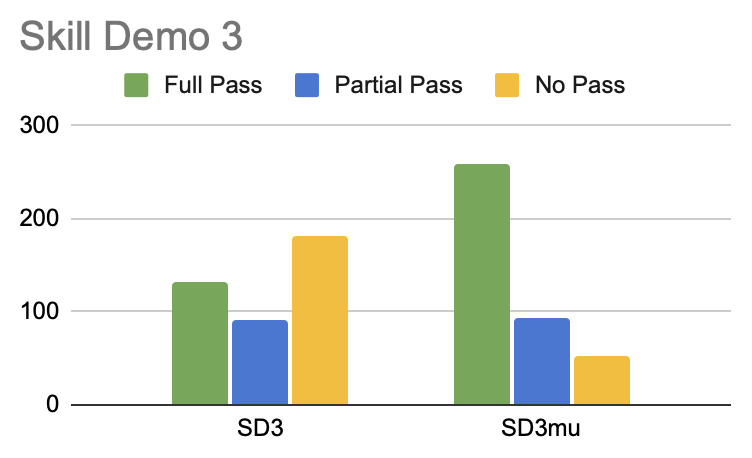 Skill Demo 3
Full Pass Partial Pass No Pass
300
200
100
0
SD3 SD3mu